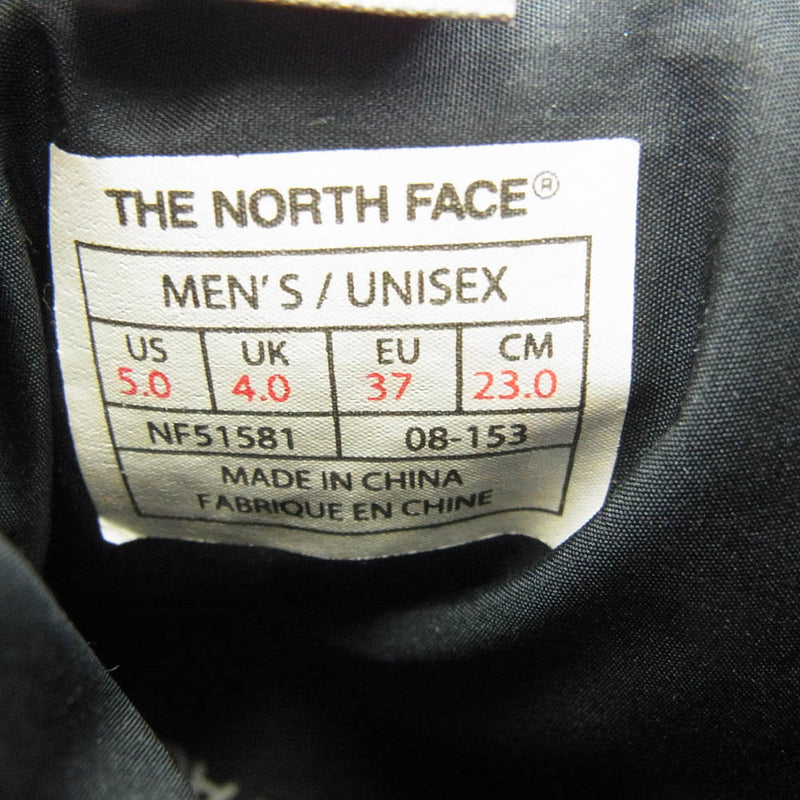 THE NORTH FACE®
MEN'S / UNISEX
US UK EU CM
5.0 4.0 37 23.0
NF51581 08-153
MADE IN CHINA
FABRIQUE EN CHINE